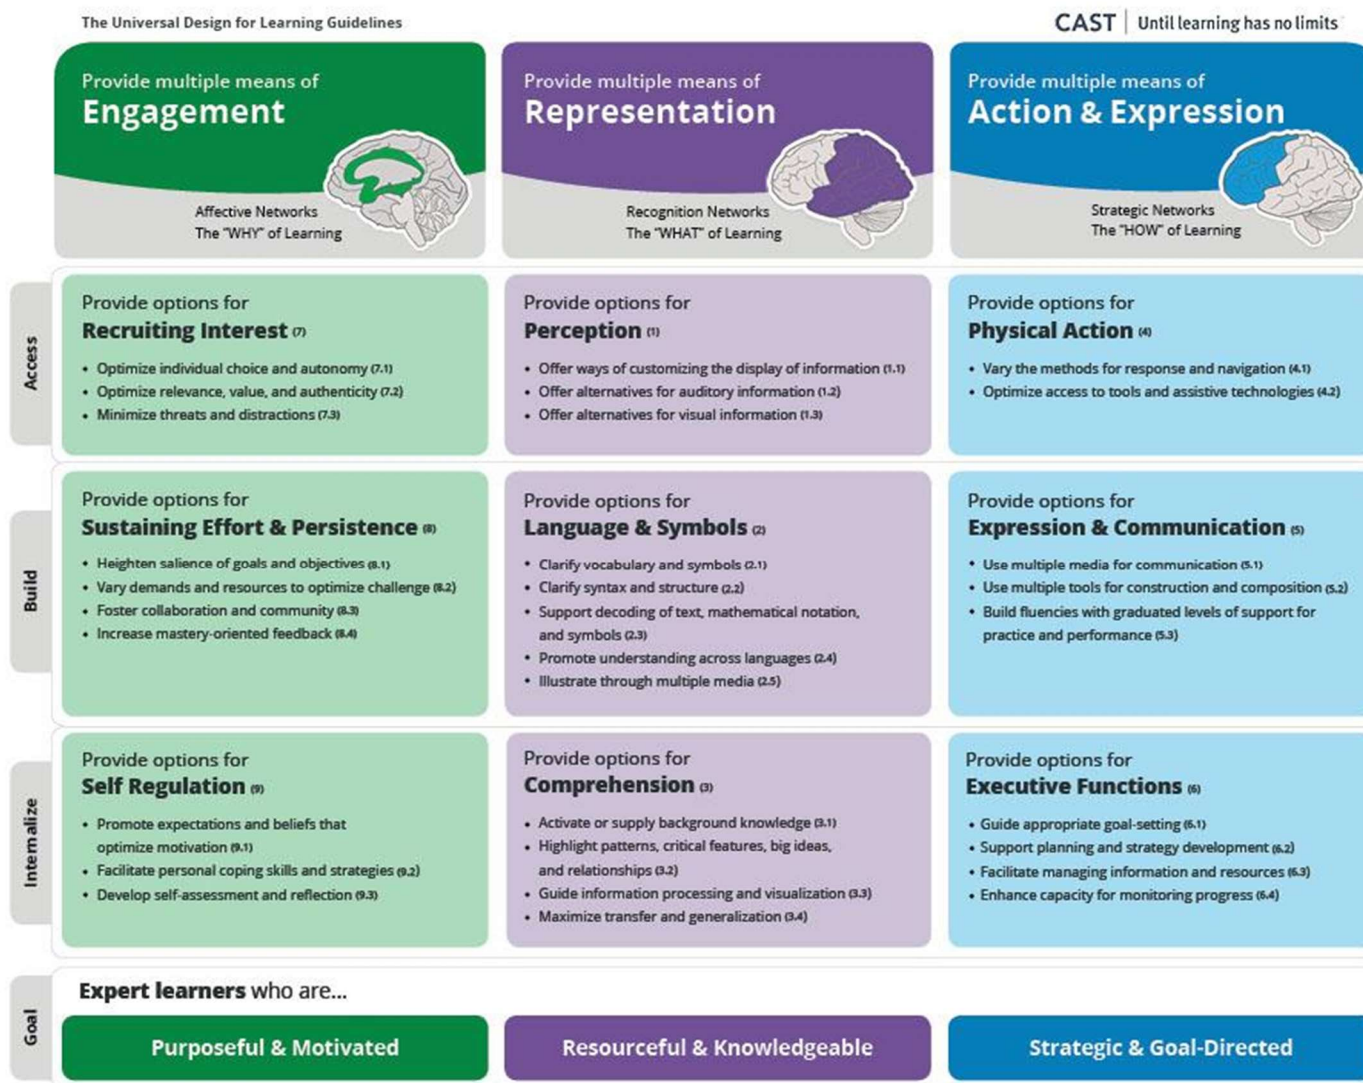 The Universal Design for Learning Guidelines
CAST | Until learning has no limits
Provide multiple means of
Engagement
Affective Networks
The "WHY" of Learning
Provide multiple means of
Representation
Recognition Networks
The "WHAT" of Learning
Provide multiple means of
Action & Expression
Strategic Networks
The "HOW" of Learning
Access
Provide options for
Recruiting Interest (7)
• Optimize individual choice and autonomy (7.1)
• Optimize relevance, value, and authenticity (7.2)
• Minimize threats and distractions (7.3)
Provide options for
Perception (1)
• Offer ways of customizing the display of information (1.1)
• Offer alternatives for auditory information (1.2)
• Offer alternatives for visual information (1.3)
Provide options for
Physical Action (4)
• Vary the methods for response and navigation (4.1)
• Optimize access to tools and assistive technologies (4.2)
Build
Provide options for
Sustaining Effort & Persistence (8)
• Heighten salience of goals and objectives (8.1)
• Vary demands and resources to optimize challenge (8.2)
• Foster collaboration and community (8.3)
• Increase mastery-oriented feedback (8.4)
Provide options for
Language & Symbols (2)
• Clarify vocabulary and symbols (2.1)
• Clarify syntax and structure (2.2)
• Support decoding of text, mathematical notation,
and symbols (2.3)
• Promote understanding across languages (2.4)
• Illustrate through multiple media (2.5)
Provide options for
Expression & Communication (5)
• Use multiple media for communication (5.1)
• Use multiple tools for construction and composition (5.2)
• Build fluencies with graduated levels of support for
practice and performance (5.3)
Internalize
Provide options for
Self Regulation (9)
• Promote expectations and beliefs that
optimize motivation (9.1)
• Facilitate personal coping skills and strategies (9.2)
• Develop self-assessment and reflection (9.3)
Provide options for
Comprehension (3)
• Activate or supply background knowledge (3.1)
• Highlight patterns, critical features, big ideas,
and relationships (3.2)
• Guide information processing and visualization (3.3)
• Maximize transfer and generalization (3.4)
Provide options for
Executive Functions (6)
• Guide appropriate goal-setting (6.1)
• Support planning and strategy development (6.2)
• Facilitate managing information and resources (6.3)
• Enhance capacity for monitoring progress (6.4)
Goal
Expert learners who are...
Purposeful & Motivated
Resourceful & Knowledgeable
Strategic & Goal-Directed